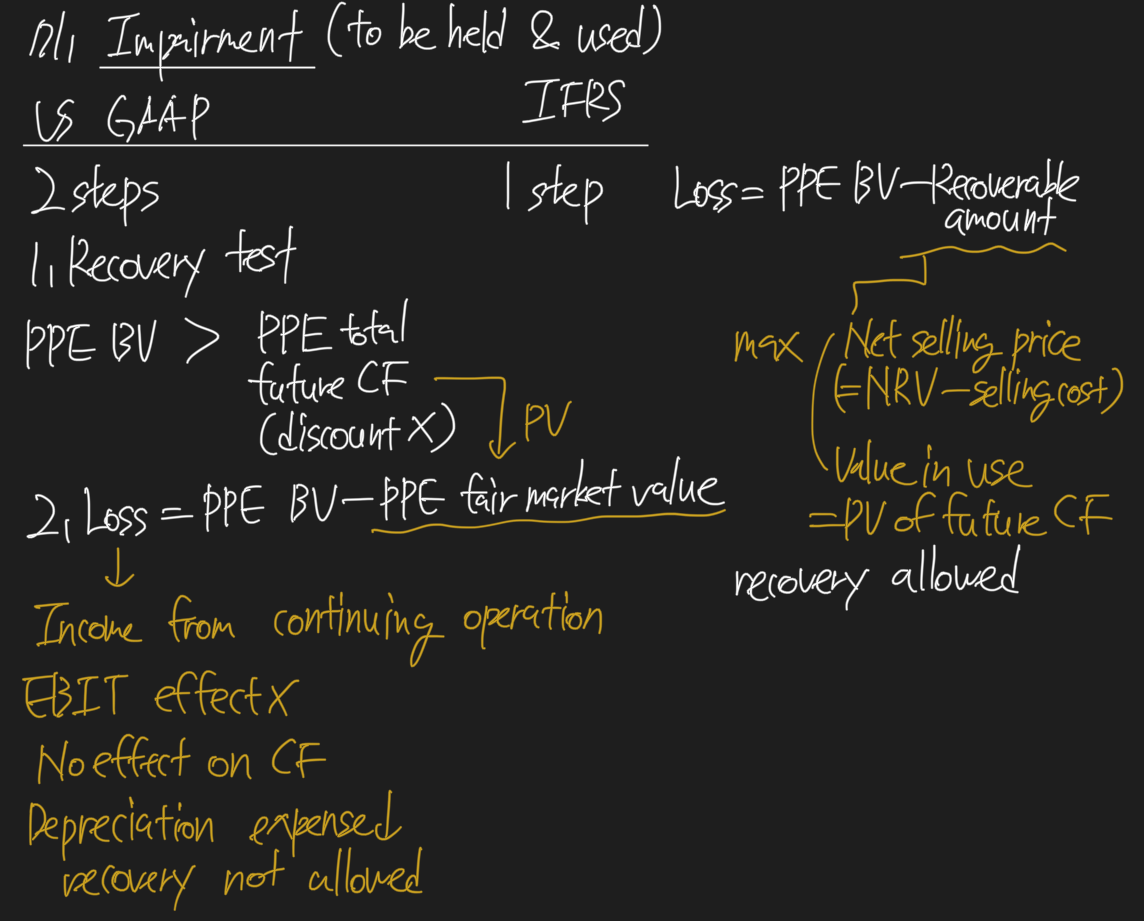 Impairment (to be held & used)
US GAAP
IFRS
2 steps
1 step
Loss = PPE BV - Recoverable
amount
1, Recovery test
PPE BV > PPE total
future CF
(discount X)
PV
max
Net selling price
(=NRV - selling cost)
Value in use
=PV of future CF
recovery allowed
2, Loss = PPE BV - PPE fair market value
↓
Income from continuing operation
EBIT effect X
No effect on CF
Depreciation expensed
recovery not allowed